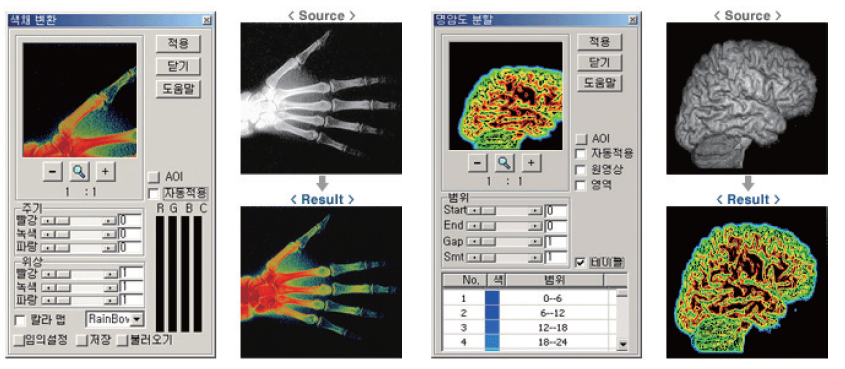 색채 변환
적용
닫기
도움말
AOI
자동적용
1 : 1
주기
빨강 0
녹색 0
파랑 0
R G B C
위상
빨강 1
녹색 1
파랑 1
칼라 맵 RainBow
임의설정 저장 불러오기
< Source >
< Result >
명암도 분할
적용
닫기
도움말
AOI
자동적용
원영상
영역
1 : 1
범위
Start 0
End 0
Gap 1
Smt 1
테이블
No. 색 범위
1 0--6
2 6--12
3 12--18
4 18--24
< Source >
< Result >